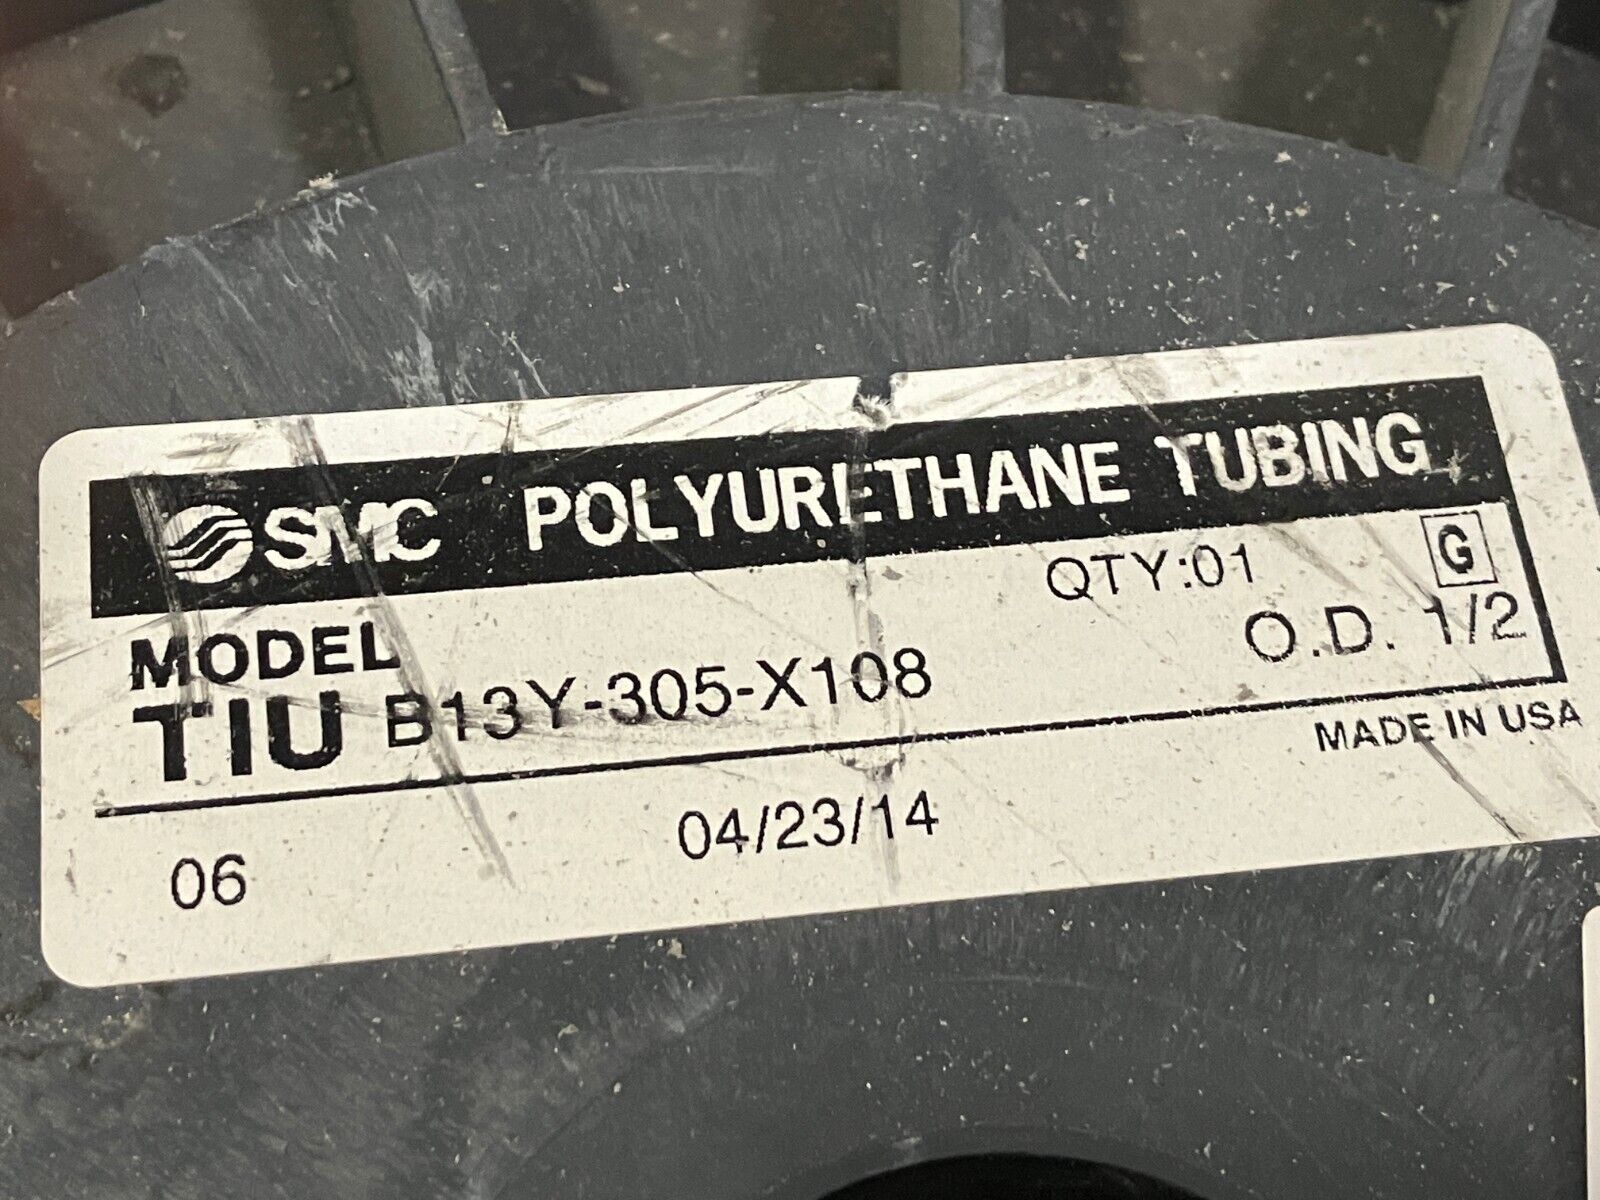 SMC POLYURETHANE TUBING
QTY:01 G
MODEL O.D. 1/2
TIU B13Y-305-X108
MADE IN USA
06 04/23/14